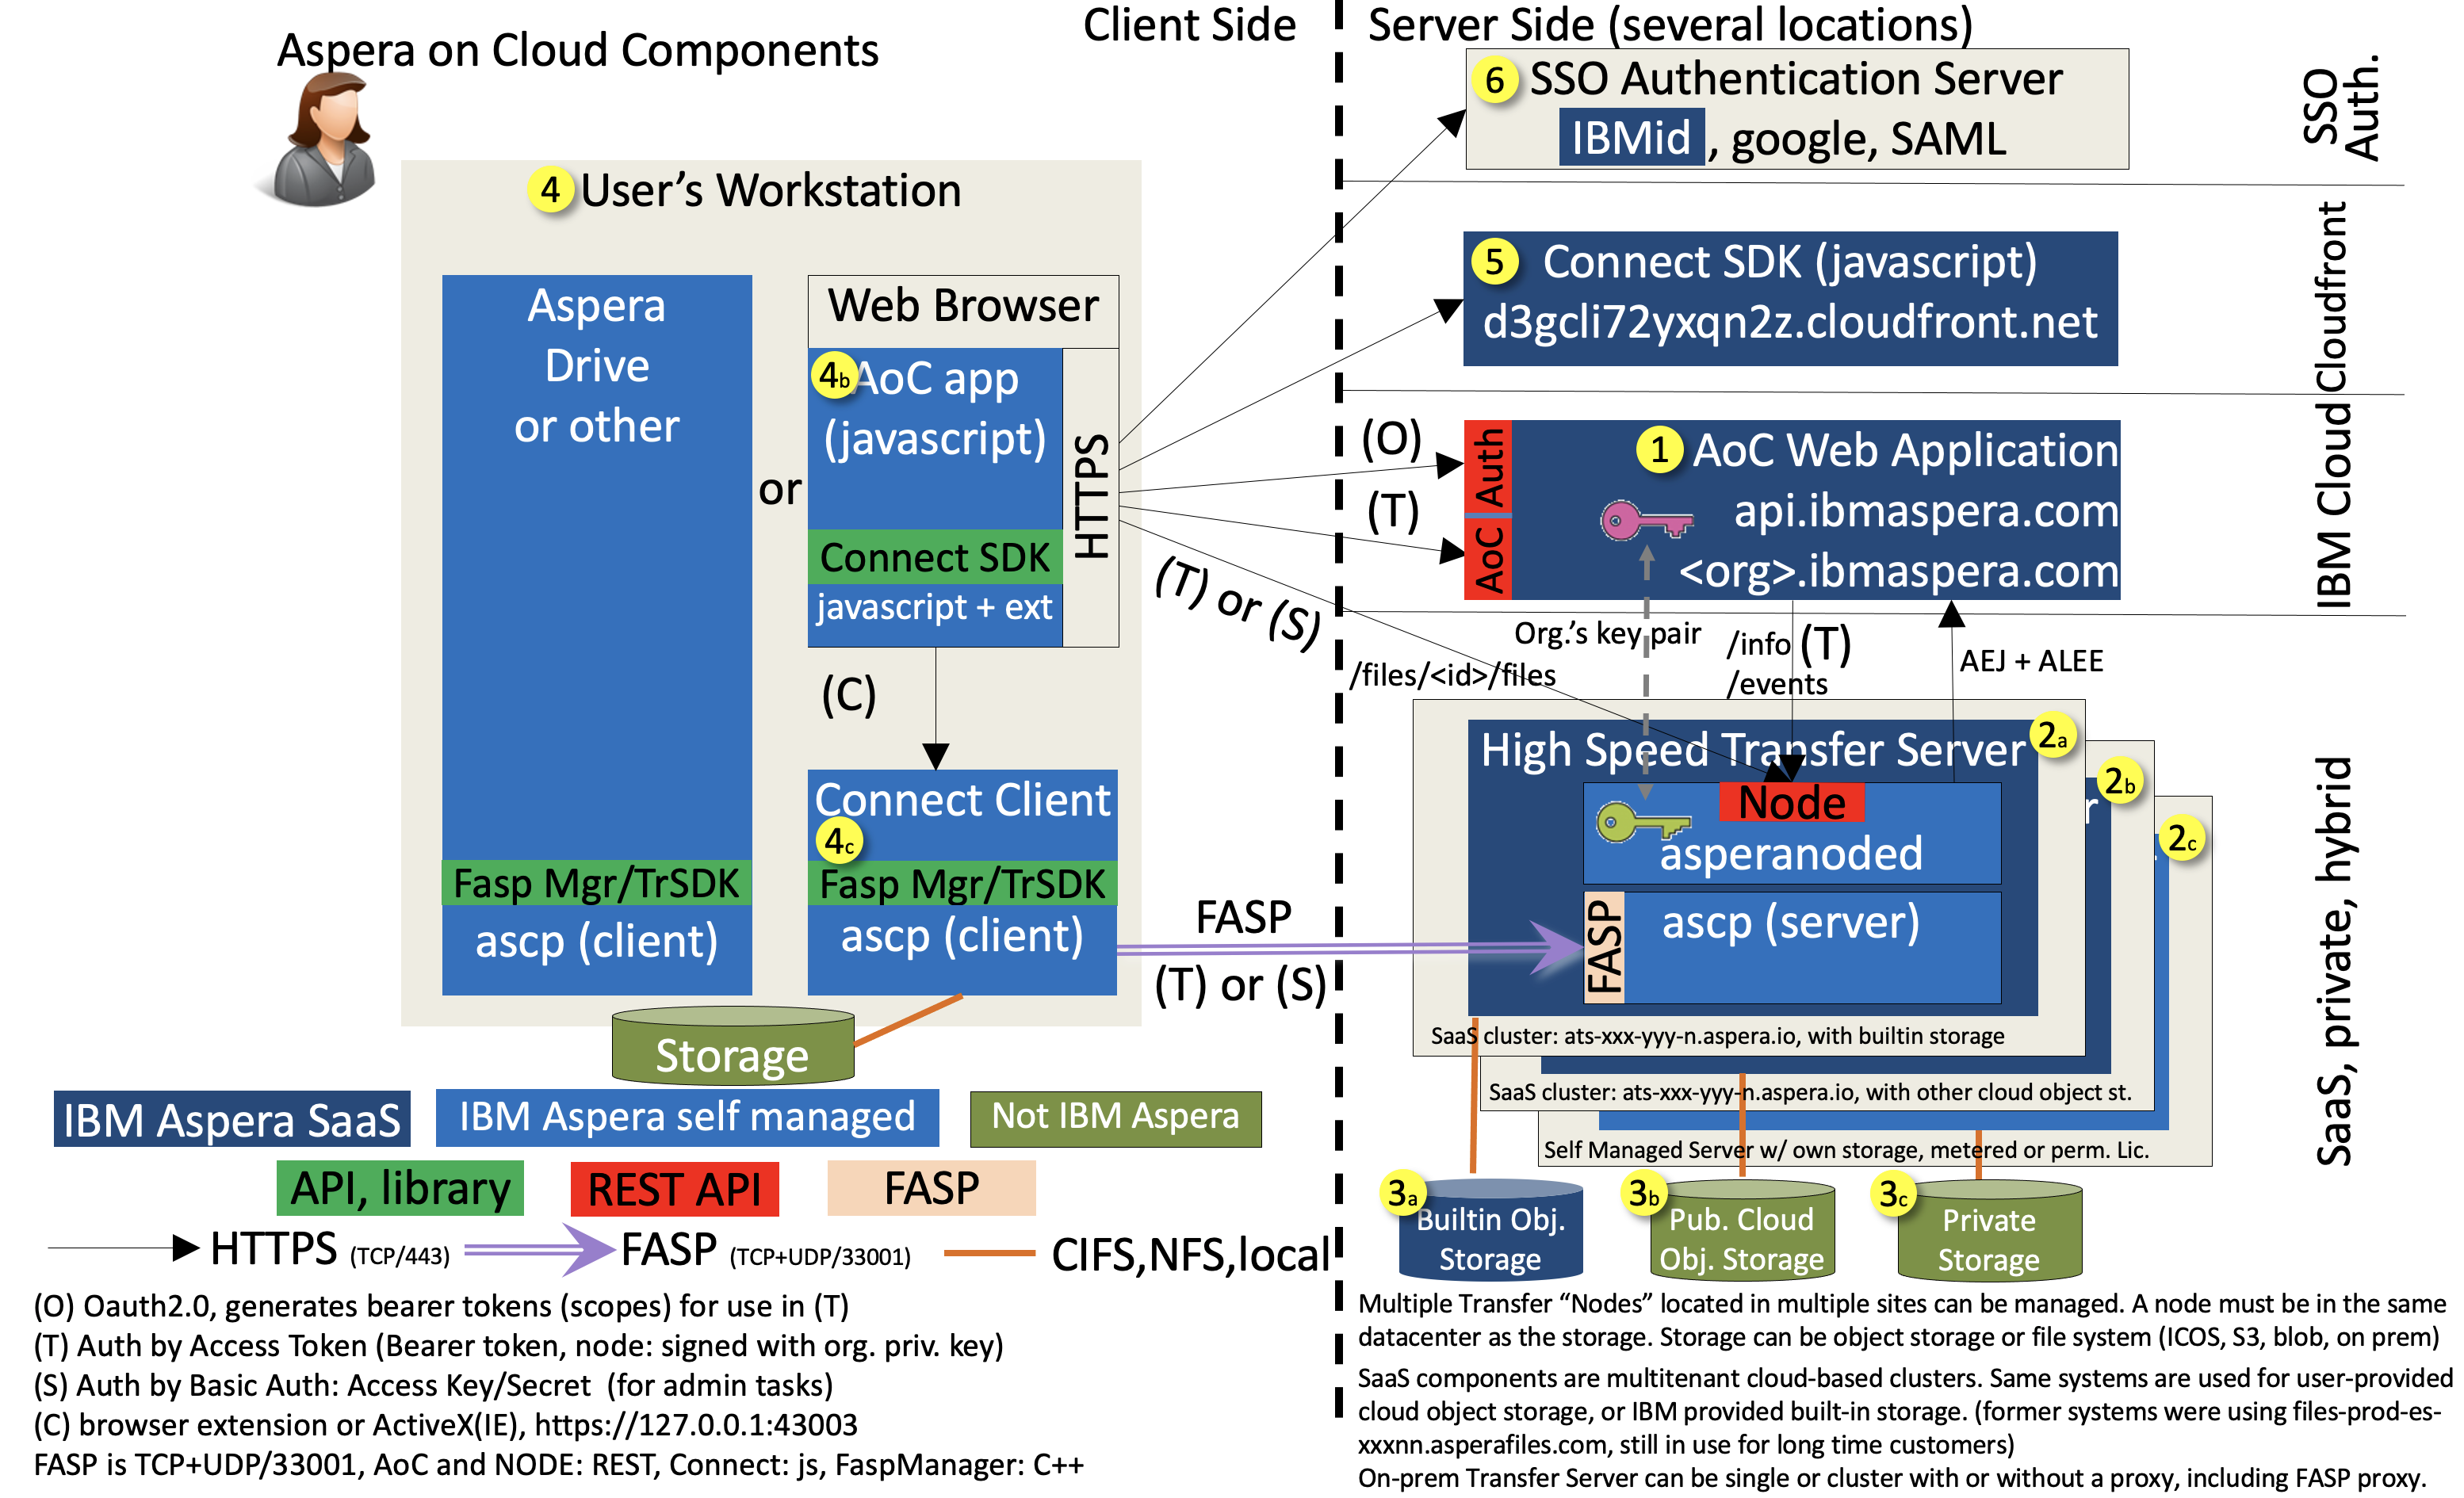 Aspera on Cloud Components
Client Side
Server Side (several locations)
6 SSO Authentication Server
IBMid , google, SAML
SSO
Auth.
4 User’s Workstation
Aspera
Drive
or other
Fasp Mgr/TrSDK
ascp (client)
or
Web Browser
4b AoC app
(javascript)
Connect SDK
javascript + ext
HTTPS
(C)
Connect Client
4c
Fasp Mgr/TrSDK
ascp (client)
Storage
5 Connect SDK (javascript)
d3gcli72yxqn2z.cloudfront.net
Cloudfront
(O)
(T)
Auth
AoC
1 AoC Web Application
api.ibmaspera.com
<org>.ibmaspera.com
IBM Cloud
(T) or (S)
/files/<id>/files
Org.’s key pair
/info (T)
/events
AEJ + ALEE
High Speed Transfer Server 2a
Node
asperanoded
FASP
ascp (server)
SaaS cluster: ats-xxx-yyy-n.aspera.io, with builtin storage
2b
r
SaaS cluster: ats-xxx-yyy-n.aspera.io, with other cloud object st.
2c
Self Managed Server w/ own storage, metered or perm. Lic.
SaaS, private, hybrid
FASP
(T) or (S)
3a
Builtin Obj.
Storage
3b
Pub. Cloud
Obj. Storage
3c
Private
Storage
IBM Aspera SaaS
IBM Aspera self managed
Not IBM Aspera
API, library
REST API
FASP
HTTPS (TCP/443)
FASP (TCP+UDP/33001)
CIFS,NFS,local
(O) Oauth2.0, generates bearer tokens (scopes) for use in (T)
(T) Auth by Access Token (Bearer token, node: signed with org. priv. key)
(S) Auth by Basic Auth: Access Key/Secret (for admin tasks)
(C) browser extension or ActiveX(IE), https://127.0.0.1:43003
FASP is TCP+UDP/33001, AoC and NODE: REST, Connect: js, FaspManager: C++
Multiple Transfer “Nodes” located in multiple sites can be managed. A node must be in the same
datacenter as the storage. Storage can be object storage or file system (ICOS, S3, blob, on prem)
SaaS components are multitenant cloud-based clusters. Same systems are used for user-provided
cloud object storage, or IBM provided built-in storage. (former systems were using files-prod-es-
xxxnn.asperafiles.com, still in use for long time customers)
On-prem Transfer Server can be single or cluster with or without a proxy, including FASP proxy.